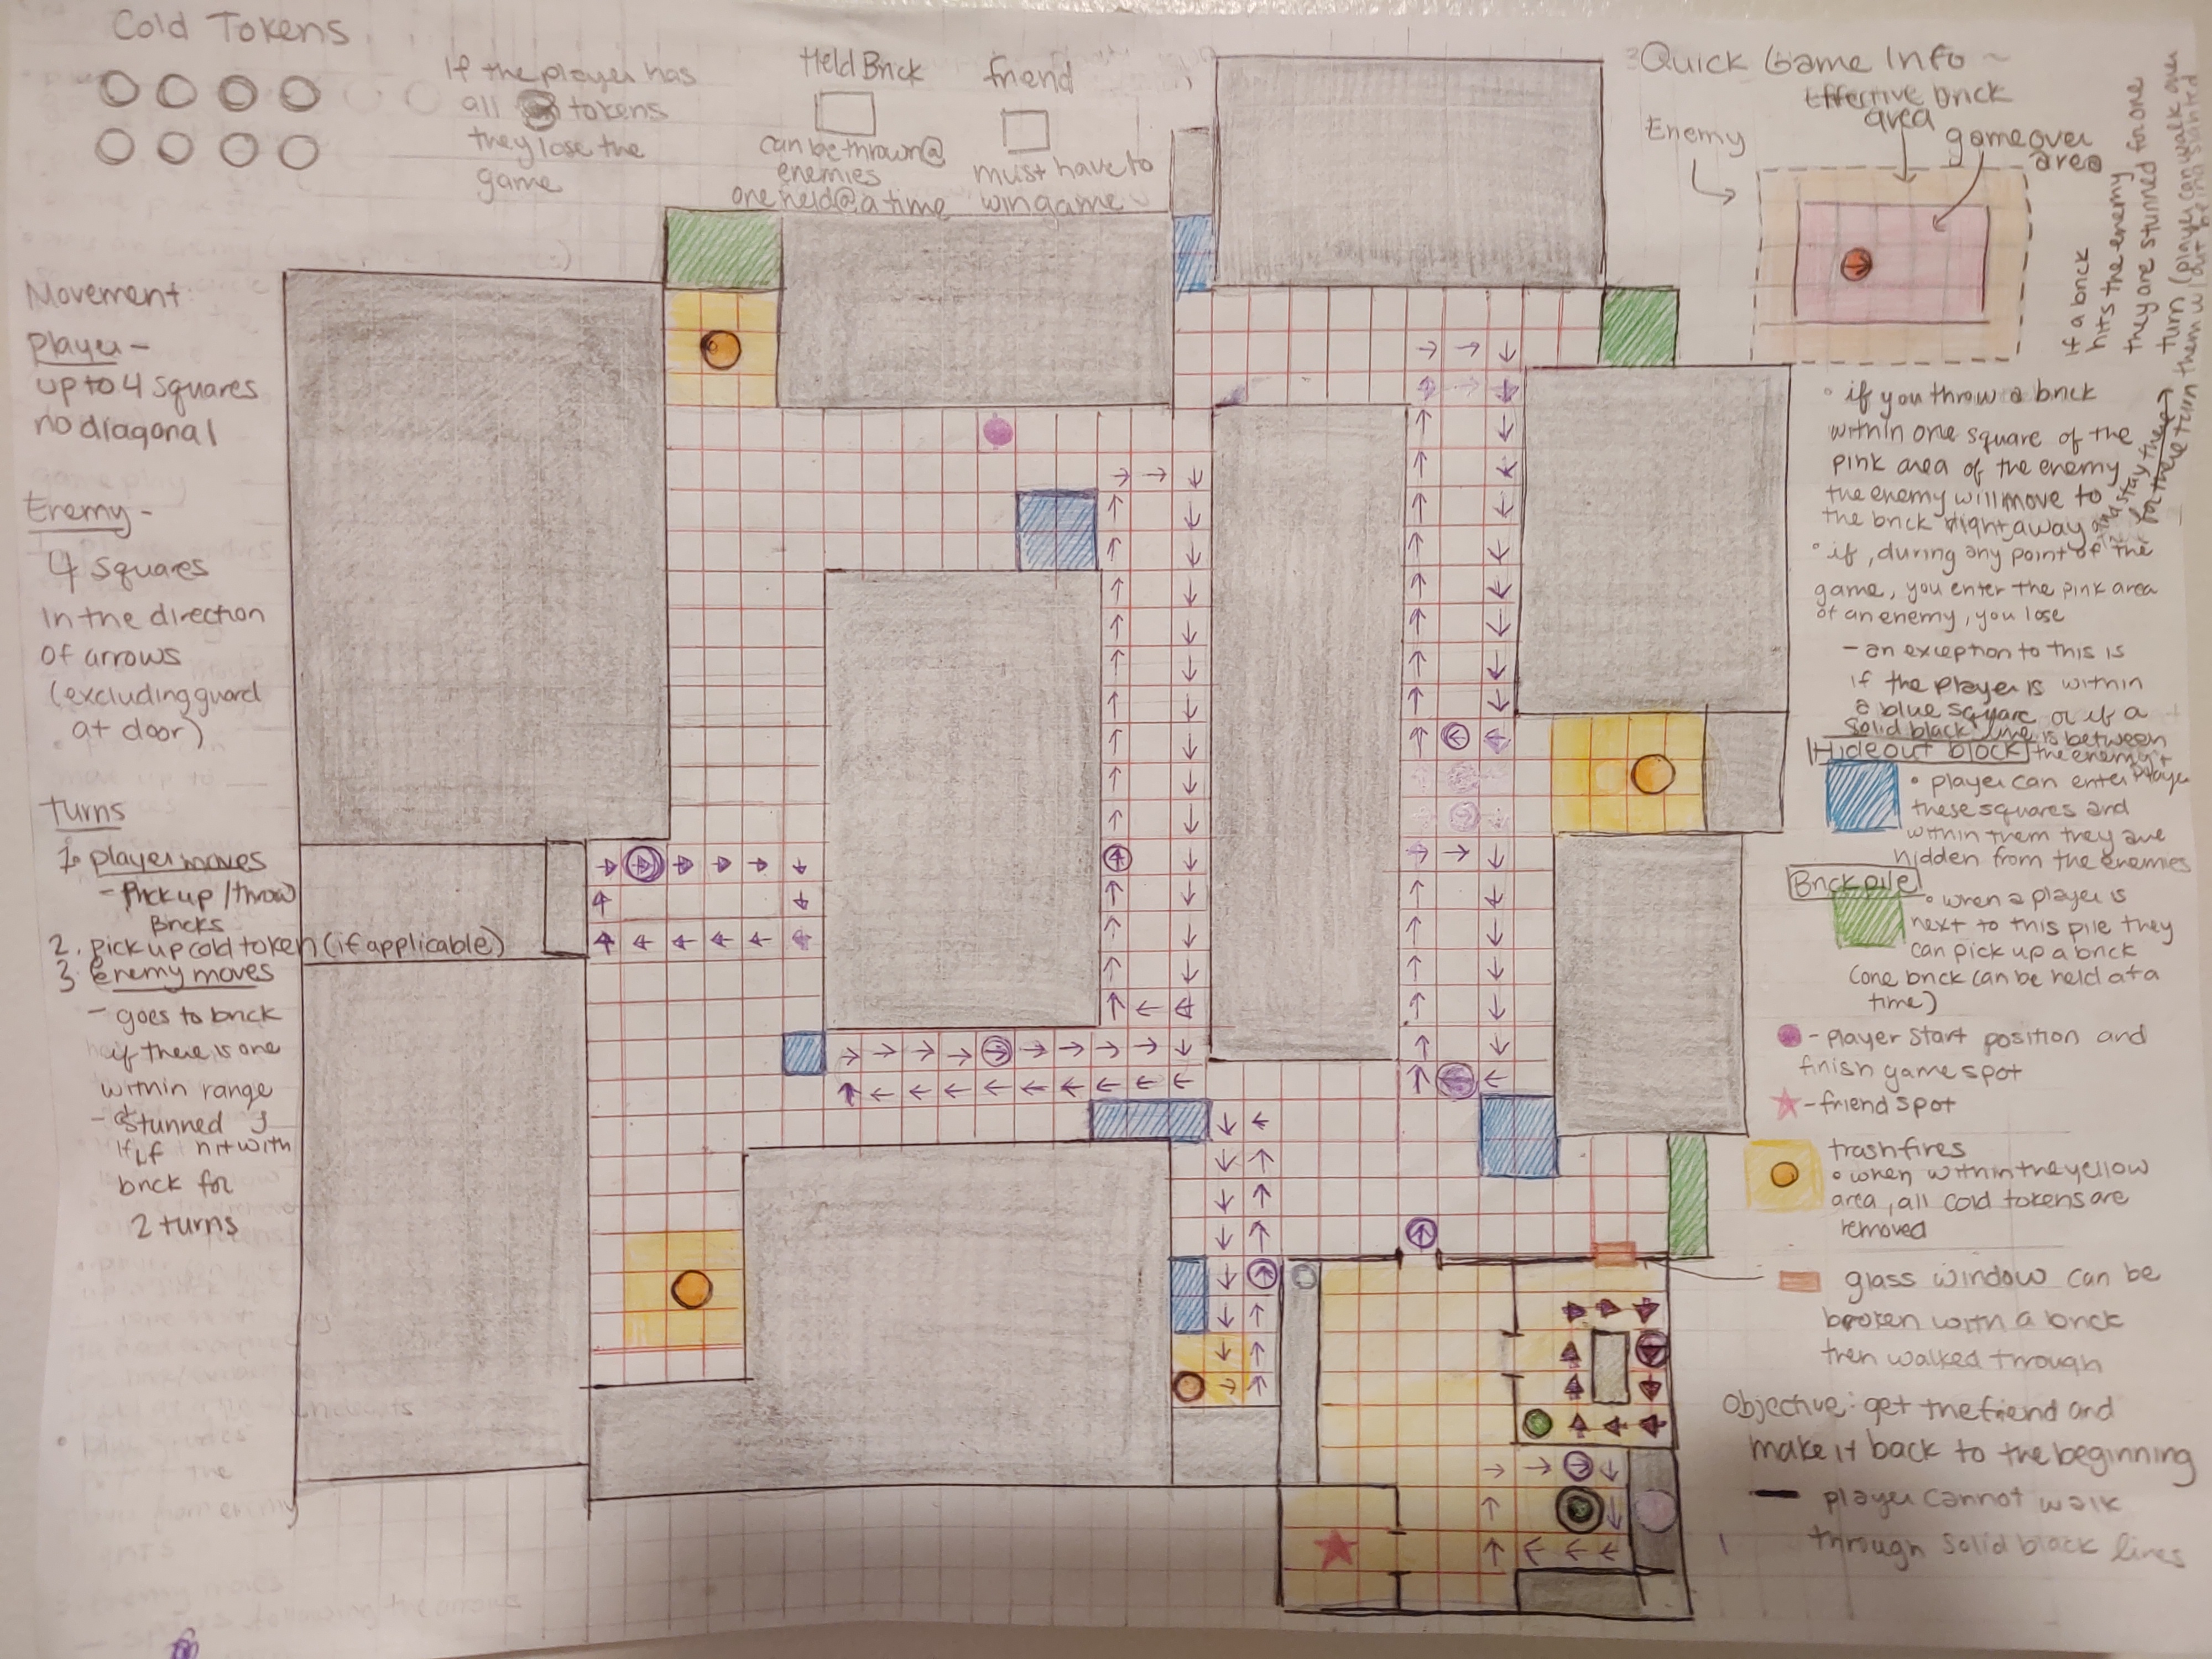 Cold Tokens
If the player has
all tokens
they lose the
game
Held Brick
can be thrown @
enemies
one held @ a time
friend
must have to
win game
Quick Game Info ~
Enemy
Effective brick
area
game over
area
If a brick
hits the enemy
they are stunned for one
turn (player can walk over
Movement
Player -
up to 4 squares
no diagonal
Enemy -
4 squares
In the direction
of arrows
(excluding guard
at door)
Turns
1. player moves
- Pick up / throw
Bricks
2. pick up cold token (if applicable)
3. Enemy moves
- goes to brick
if there is one
within range
- stunned
if hit with
brick for
2 turns
• if you throw a brick
within one square of the
pink area of the enemy
the enemy will move to
the brick right away
• if, during any point of the
game, you enter the pink area
of an enemy, you lose
- an exception to this is
if the player is within
a blue square or if a
solid black line is between
the enemy + player
Hideout block
• player can enter
these squares and
within them they are
hidden from the enemies
Brick pile
• when a player is
next to this pile they
can pick up a brick
(one brick can be held at a
time)
- player start position and
finish game spot
- friend spot
trash fires
• when within the yellow
area, all cold tokens are
removed
glass window can be
broken with a brick
then walked through
Objective: get the friend and
make it back to the beginning
player cannot walk
through solid black lines